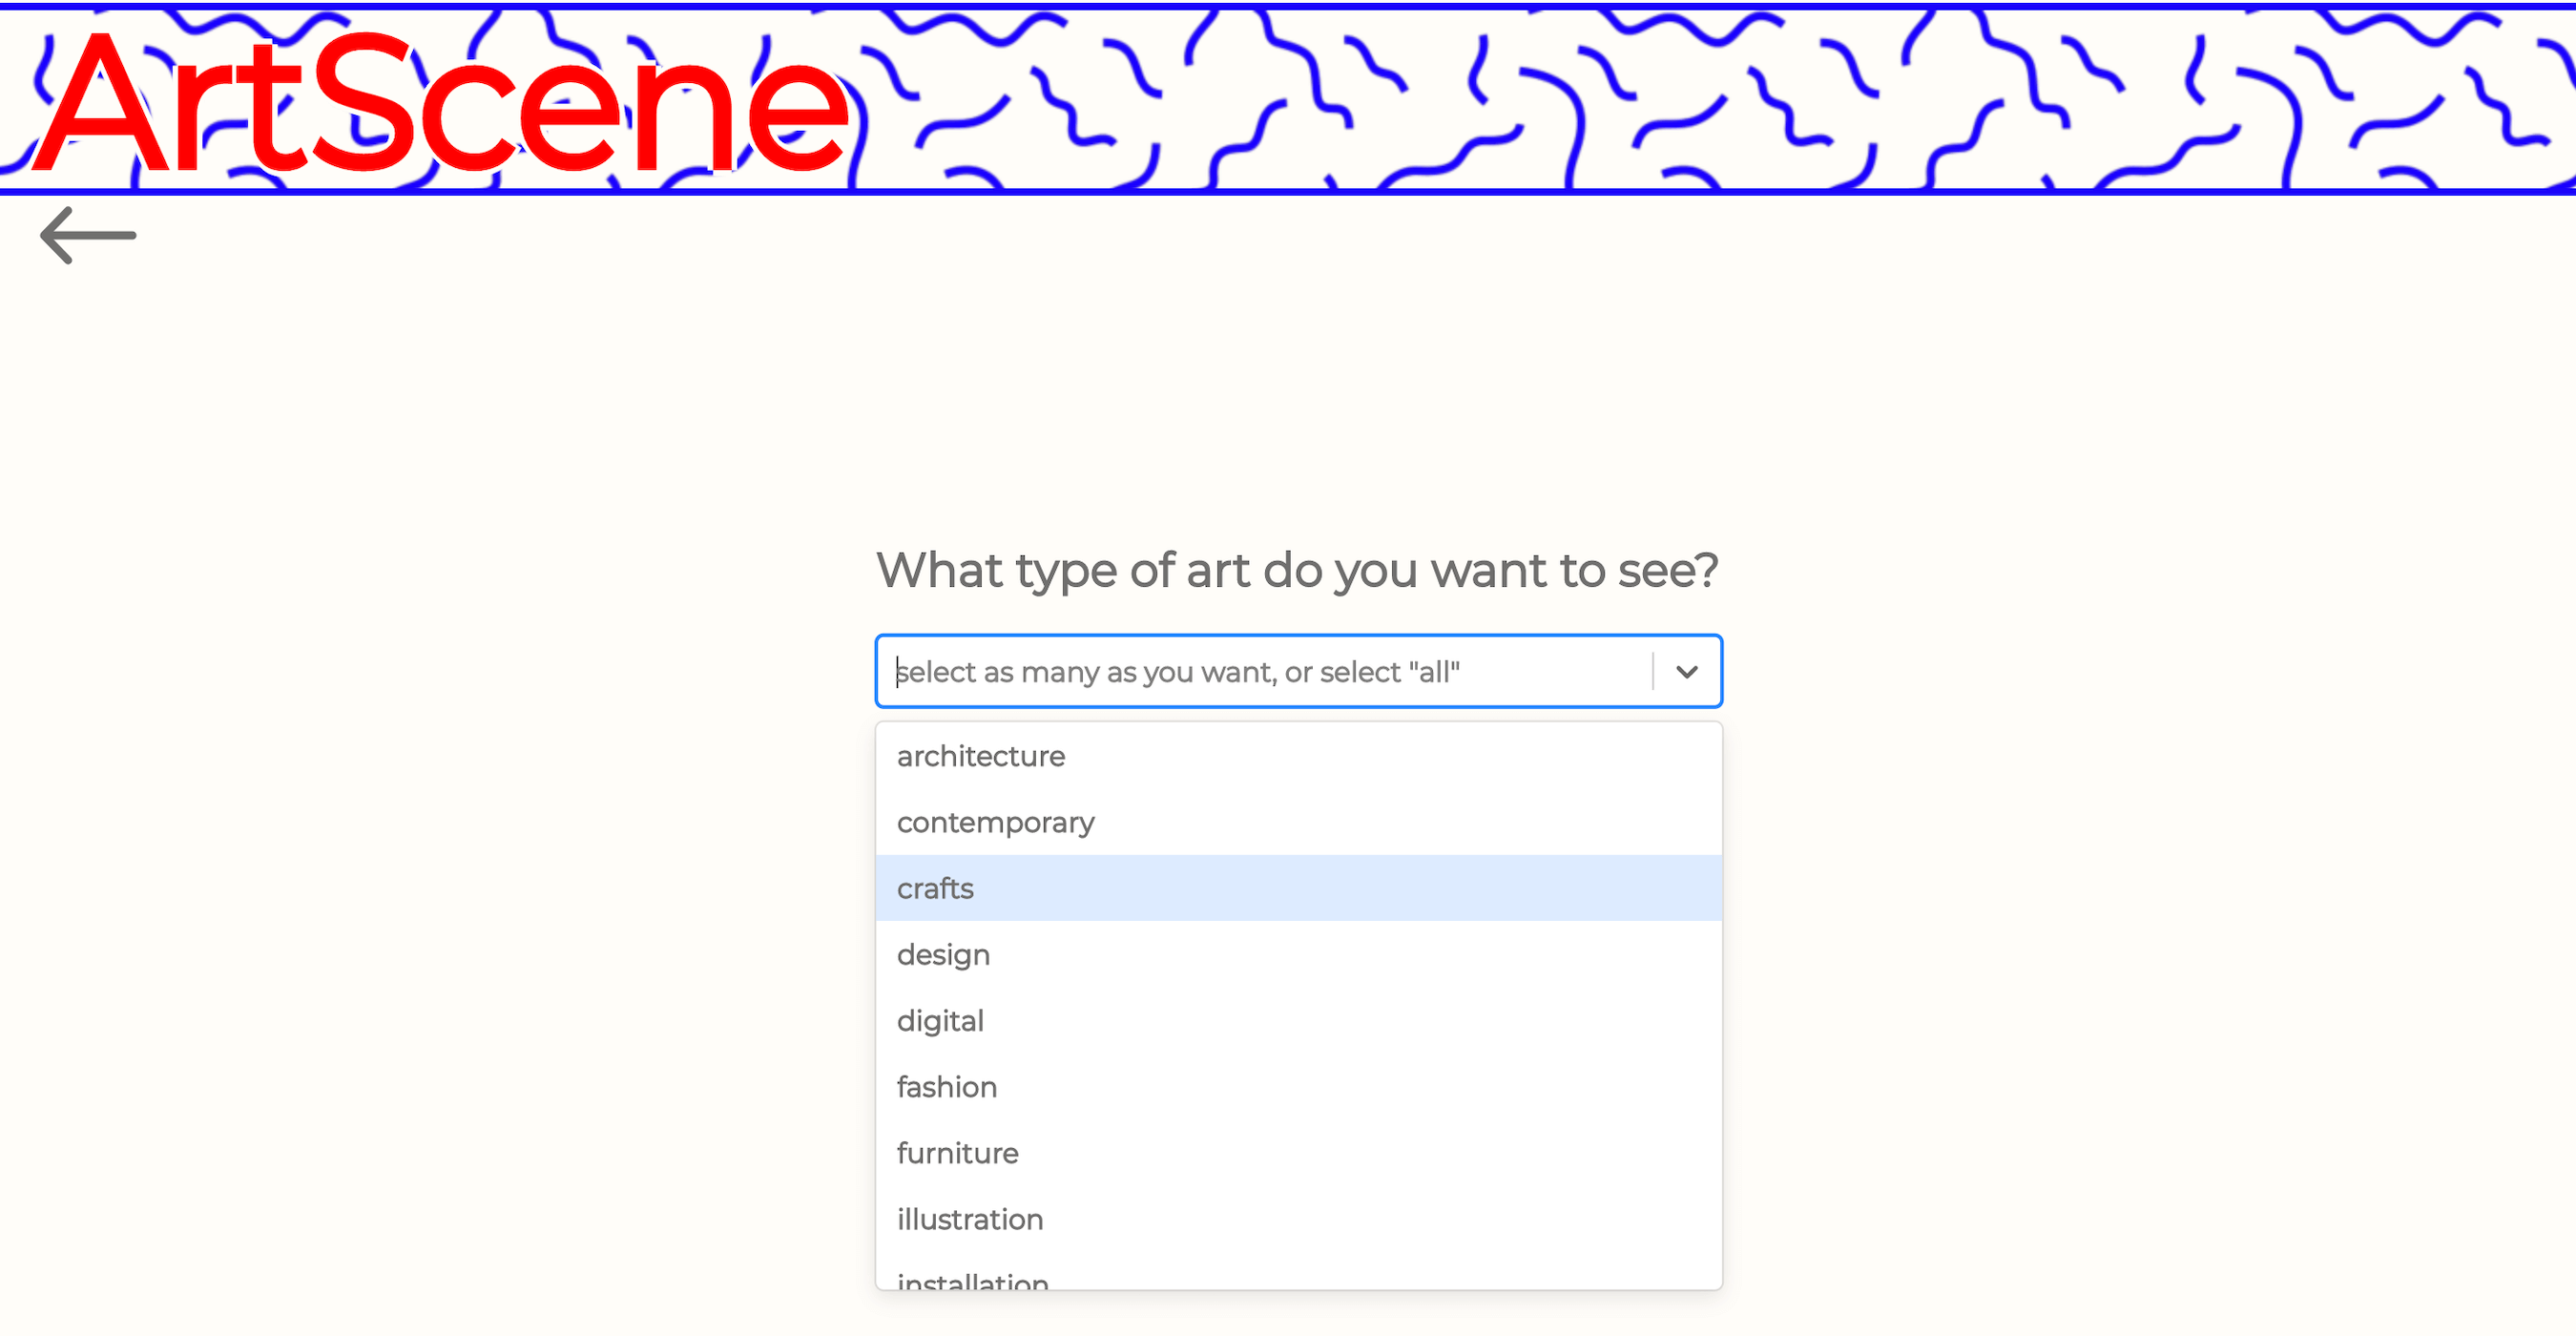 ArtScene
What type of art do you want to see?
select as many as you want, or select "all"
architecture
contemporary
crafts
design
digital
fashion
furniture
illustration
installation